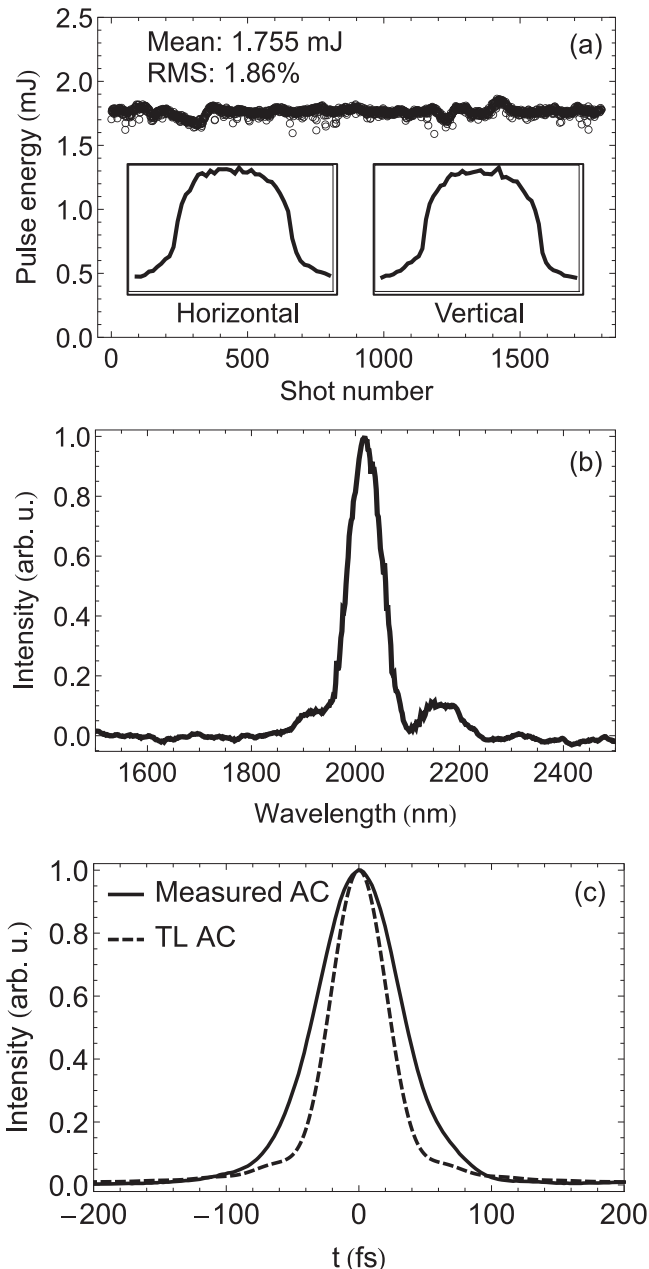 2.5
Mean: 1.755 mJ
(a)
RMS: 1.86%
2.0
1.5
1.0
0.5
0.0
Pulse energy (mJ)
Horizontal
Vertical
0
500
1000
1500
Shot number
1.0
(b)
0.8
0.6
0.4
0.2
0.0
Intensity (arb. u.)
1600
1800
2000
2200
2400
Wavelength (nm)
1.0
Measured AC
(c)
TL AC
0.8
0.6
0.4
0.2
0.0
Intensity (arb. u.)
−200
−100
0
100
200
t (fs)